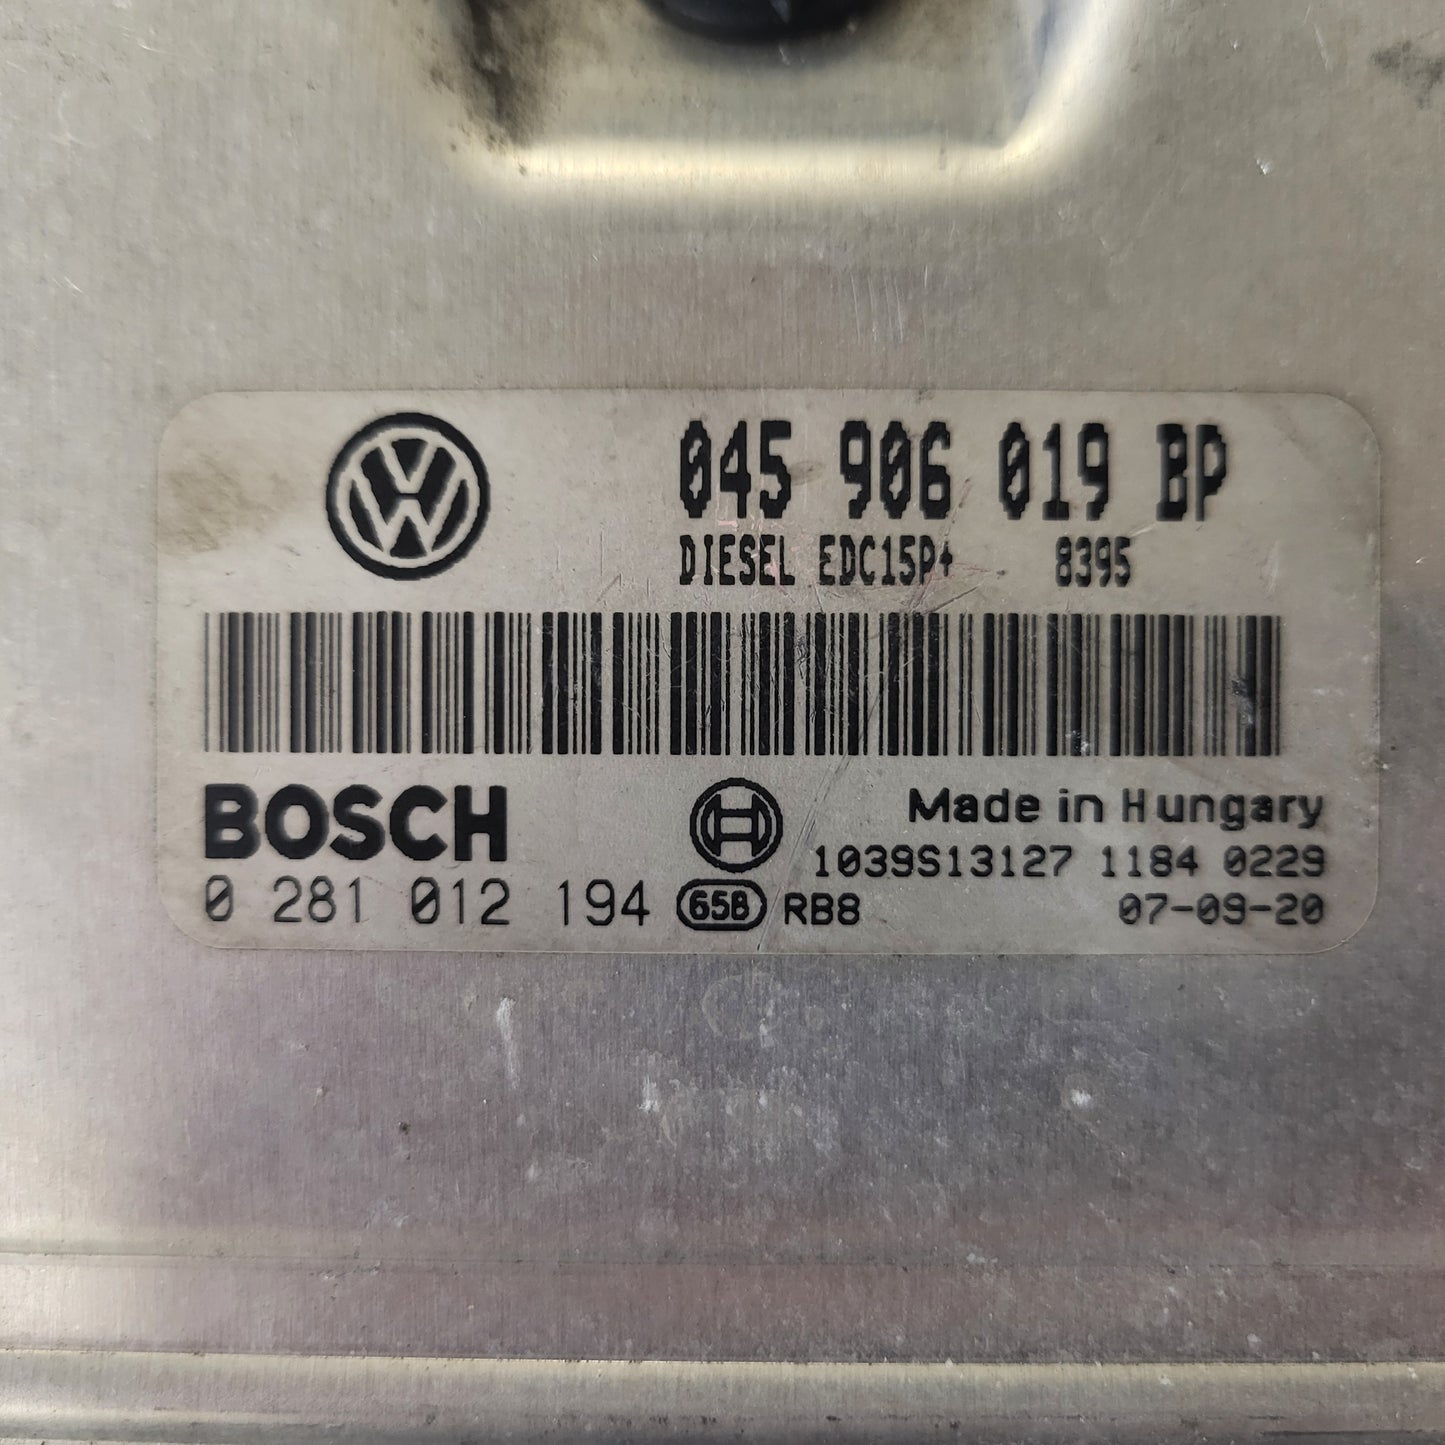 045 906 019 BP
DIESEL EDC15P+ 8395
BOSCH
Made in Hungary
1039S13127 1184 0229
0 281 012 194 658 RB8 07-09-20